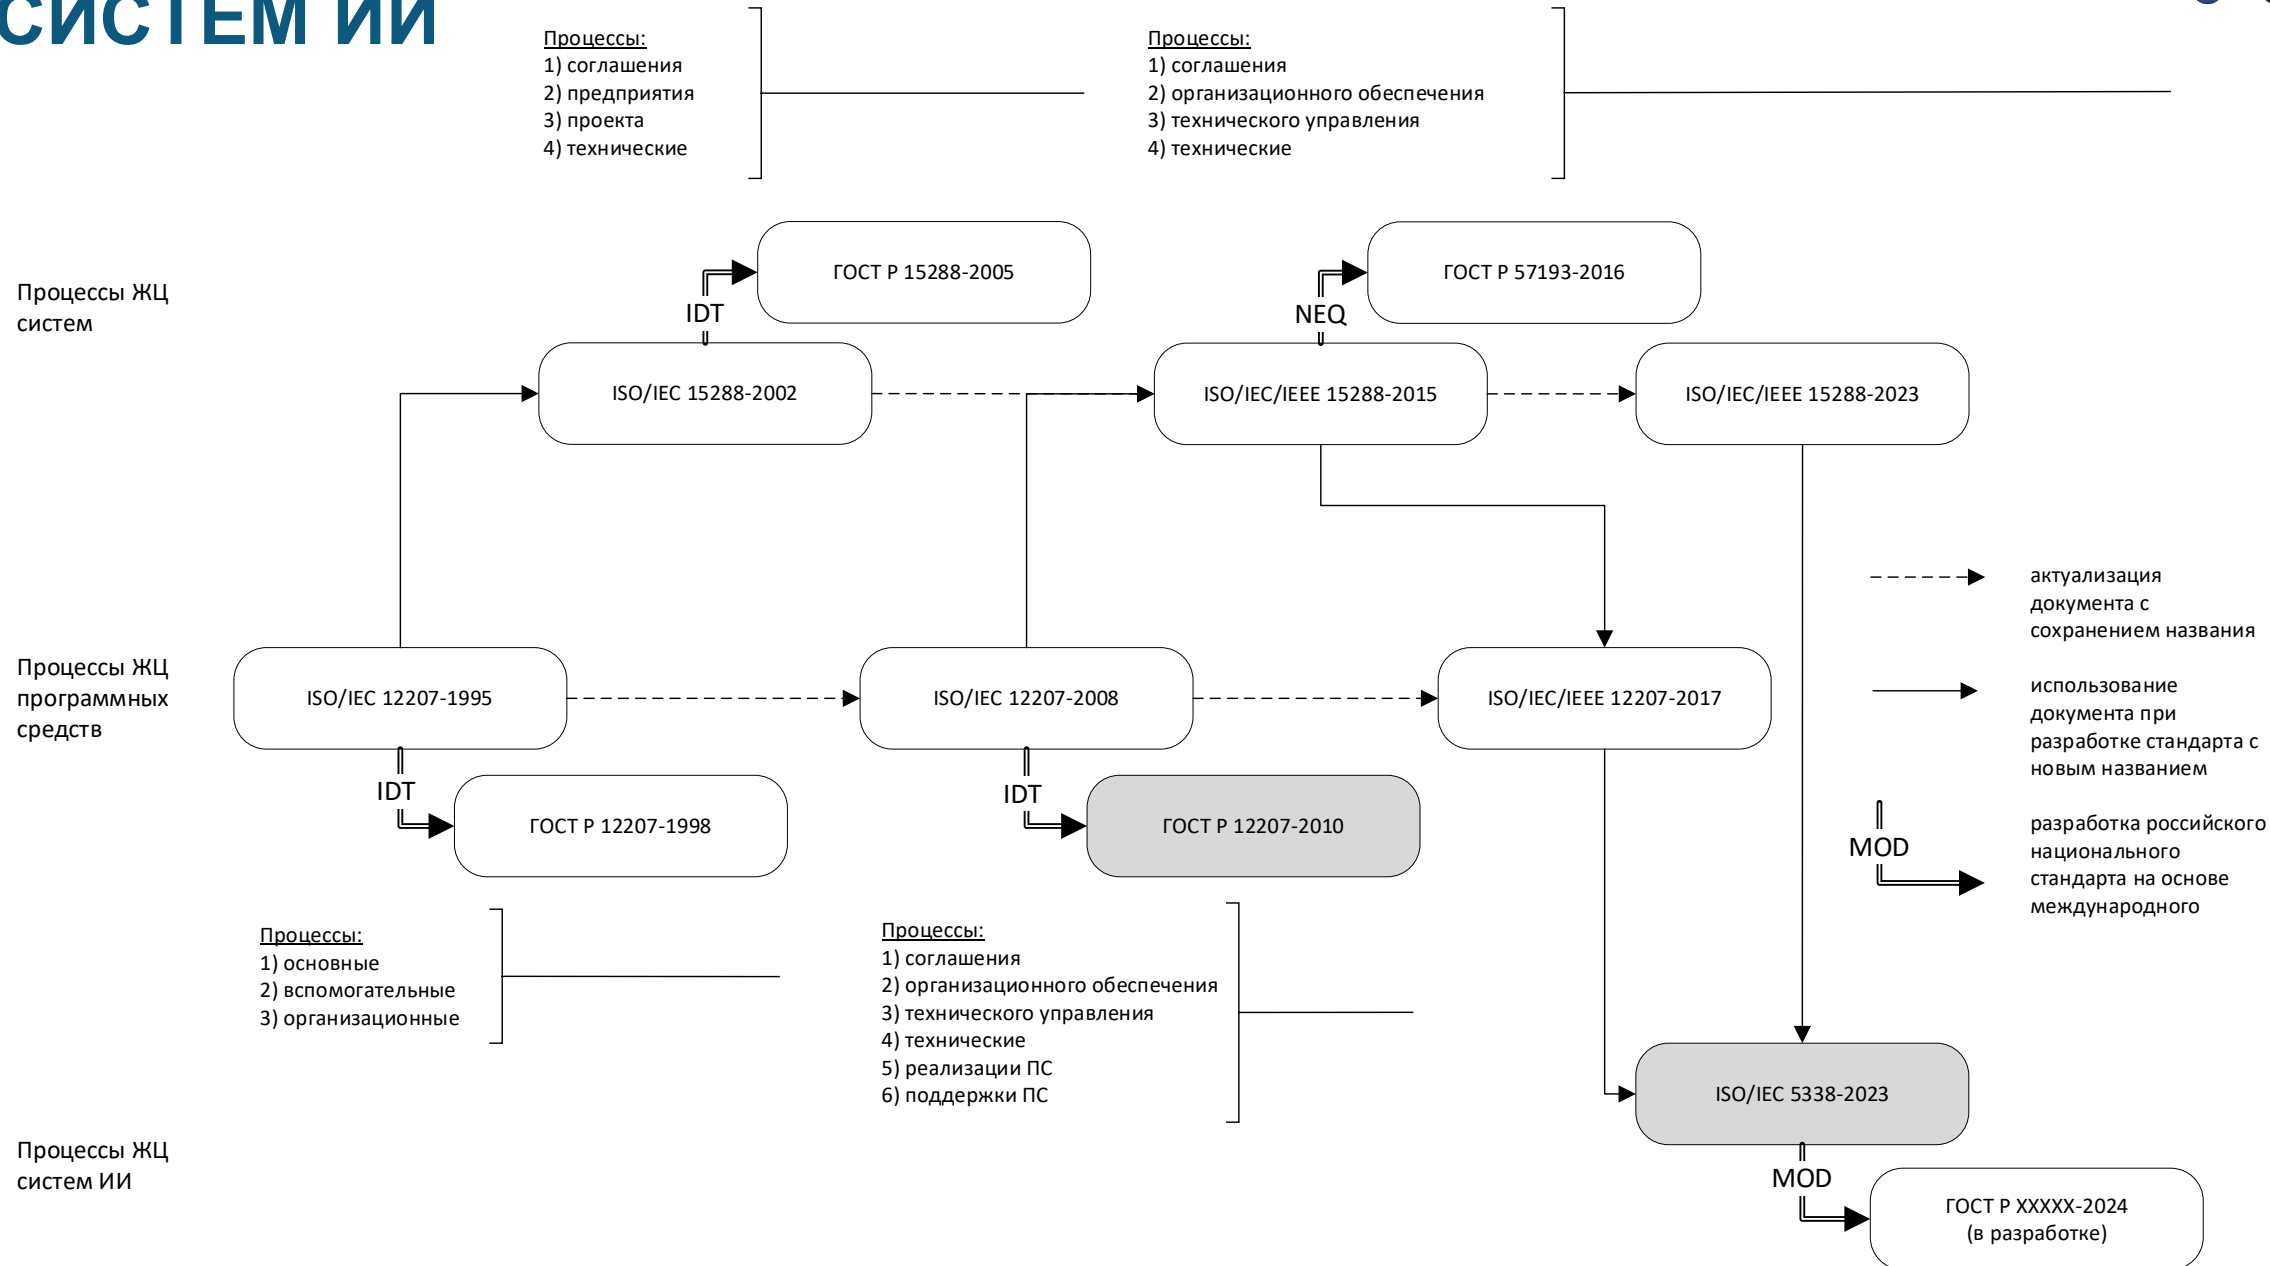 СИСТЕМ ИИ
Процессы:
1) соглашения
2) предприятия
3) проекта
4) технические
Процессы:
1) соглашения
2) организационного обеспечения
3) технического управления
4) технические
Процессы ЖЦ
систем
ГОСТ Р 15288-2005
ГОСТ Р 57193-2016
IDT
NEQ
ISO/IEC 15288-2002
ISO/IEC/IEEE 15288-2015
ISO/IEC/IEEE 15288-2023
актуализация
документа с
сохранением названия
использование
документа при
разработке стандарта с
новым названием
MOD
разработка российского
национального
стандарта на основе
международного
Процессы ЖЦ
программных
средств
ISO/IEC 12207-1995
ISO/IEC 12207-2008
ISO/IEC/IEEE 12207-2017
IDT
IDT
ГОСТ Р 12207-1998
ГОСТ Р 12207-2010
Процессы:
1) основные
2) вспомогательные
3) организационные
Процессы:
1) соглашения
2) организационного обеспечения
3) технического управления
4) технические
5) реализации ПС
6) поддержки ПС
Процессы ЖЦ
систем ИИ
ISO/IEC 5338-2023
MOD
ГОСТ Р XXXXX-2024
(в разработке)